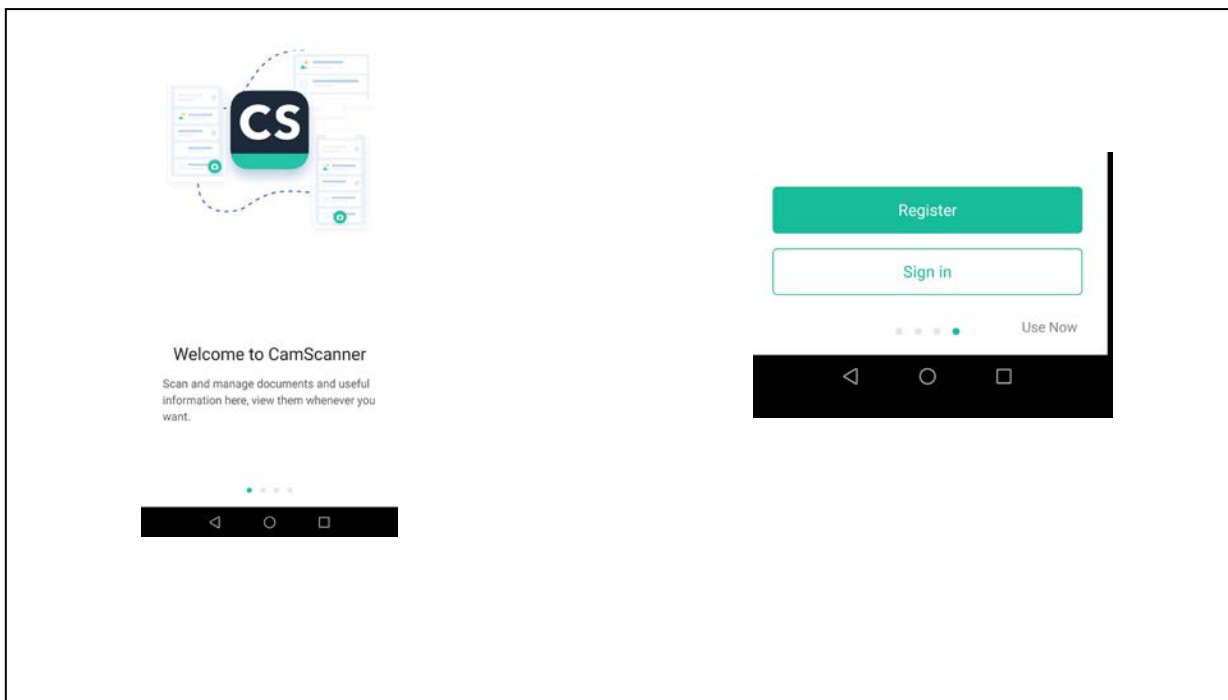 CS
Welcome to CamScanner
Scan and manage documents and useful
information here, view them whenever you
want.
Register
Sign in
Use Now